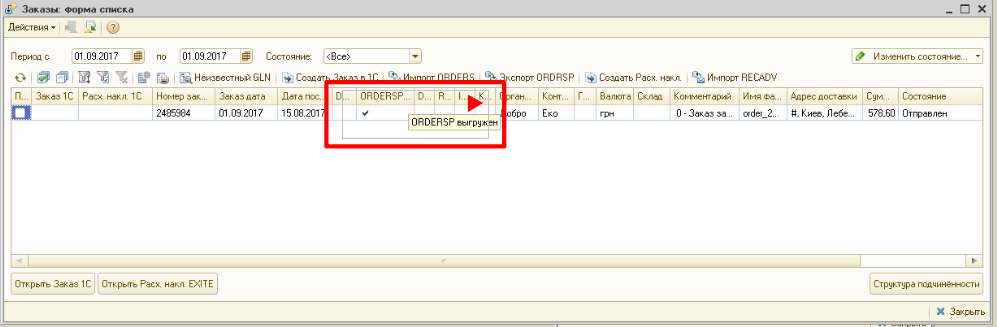 Заказы: форма списка
Действия
Период с 01.09.2017 по 01.09.2017 Состояние: <Все> Изменить состояние...
Неизвестный GLN Создать Заказ в 1С Импорт ORDERS Экспорт ORDRSP Создать Расх. накл. Импорт RECADV
П... Заказ 1С Расх. накл. 1С Номер зак... Заказ дата Дата пос... D... ORDERSP... D... R... I... K... Орган... Конт... Г... Валюта Склад Комментарий Имя фа... Адрес доставки Сум... Состояние
2485984 01.09.2017 15.08.2017 Добро Еко грн 0 - Заказ за... order_2... #, Киев, Лебе... 578,60 Отправлен
ORDERSP выгружен
Открыть Заказ 1С Открыть Расх. накл. EXITE Структура подчинённости
Закрыть